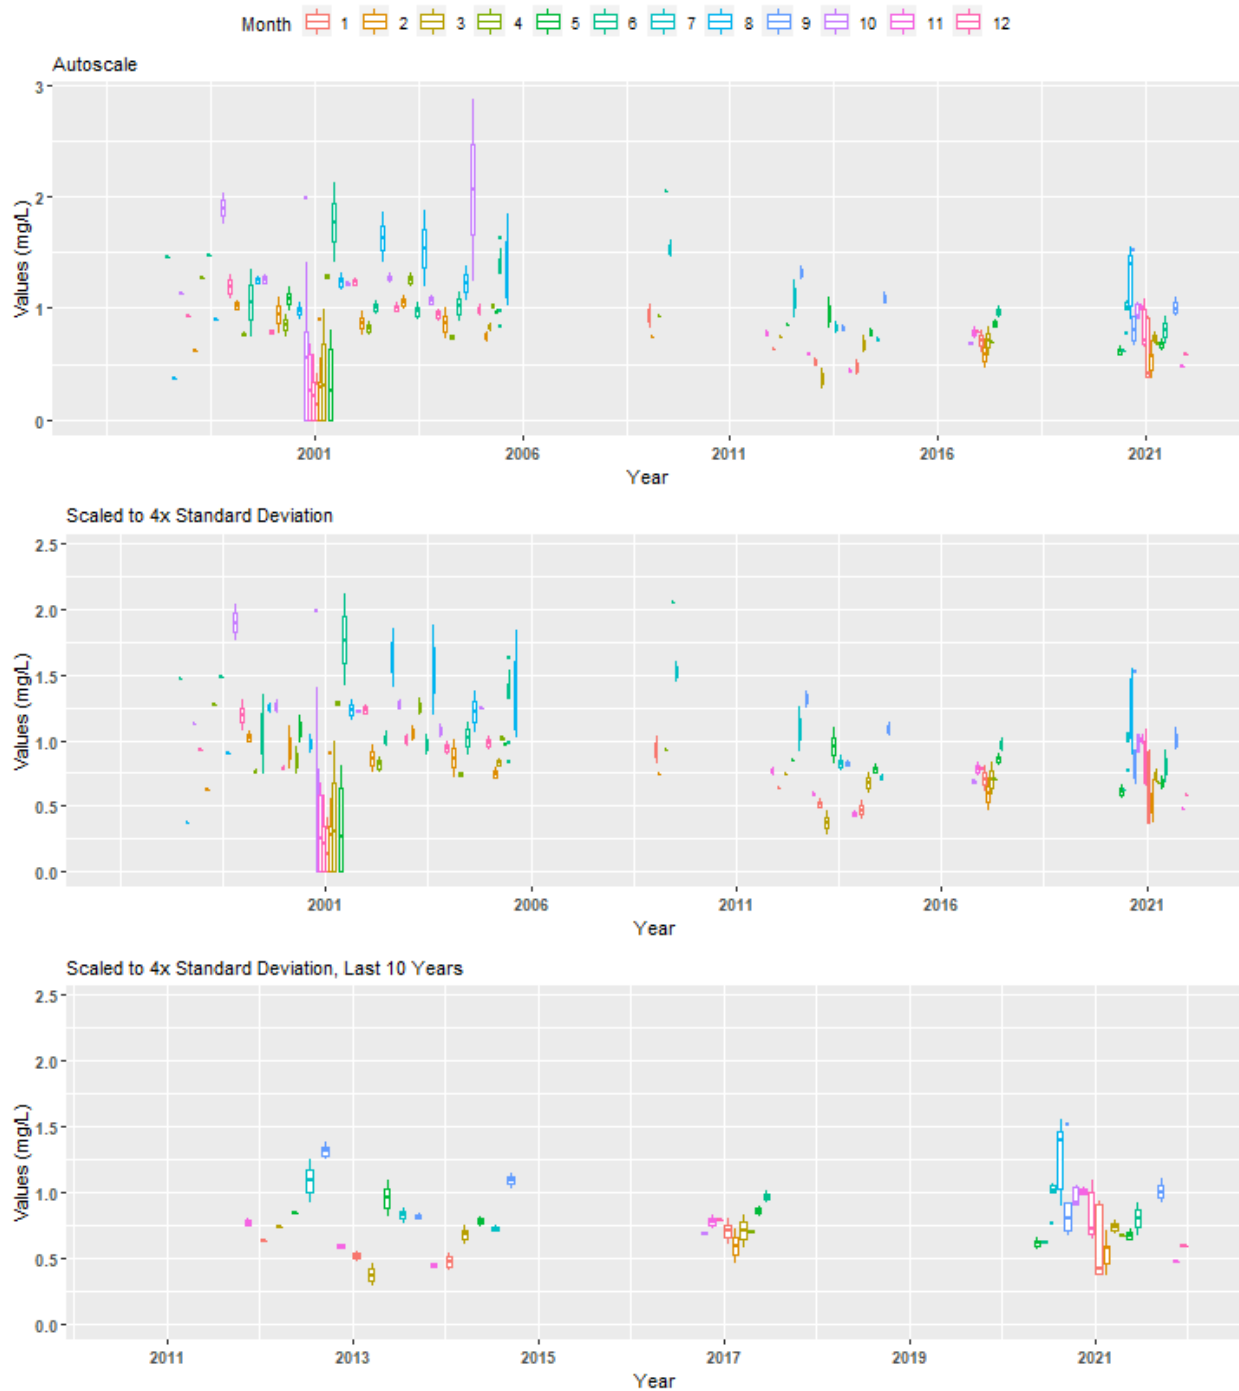 Month 1 2 3 4 5 6 7 8 9 10 11 12
Autoscale
Values (mg/L)
3
2
1
0
2001 2006 2011 2016 2021
Year
Scaled to 4x Standard Deviation
Values (mg/L)
2.5
2.0
1.5
1.0
0.5
0.0
2001 2006 2011 2016 2021
Year
Scaled to 4x Standard Deviation, Last 10 Years
Values (mg/L)
2.5
2.0
1.5
1.0
0.5
0.0
2011 2013 2015 2017 2019 2021
Year